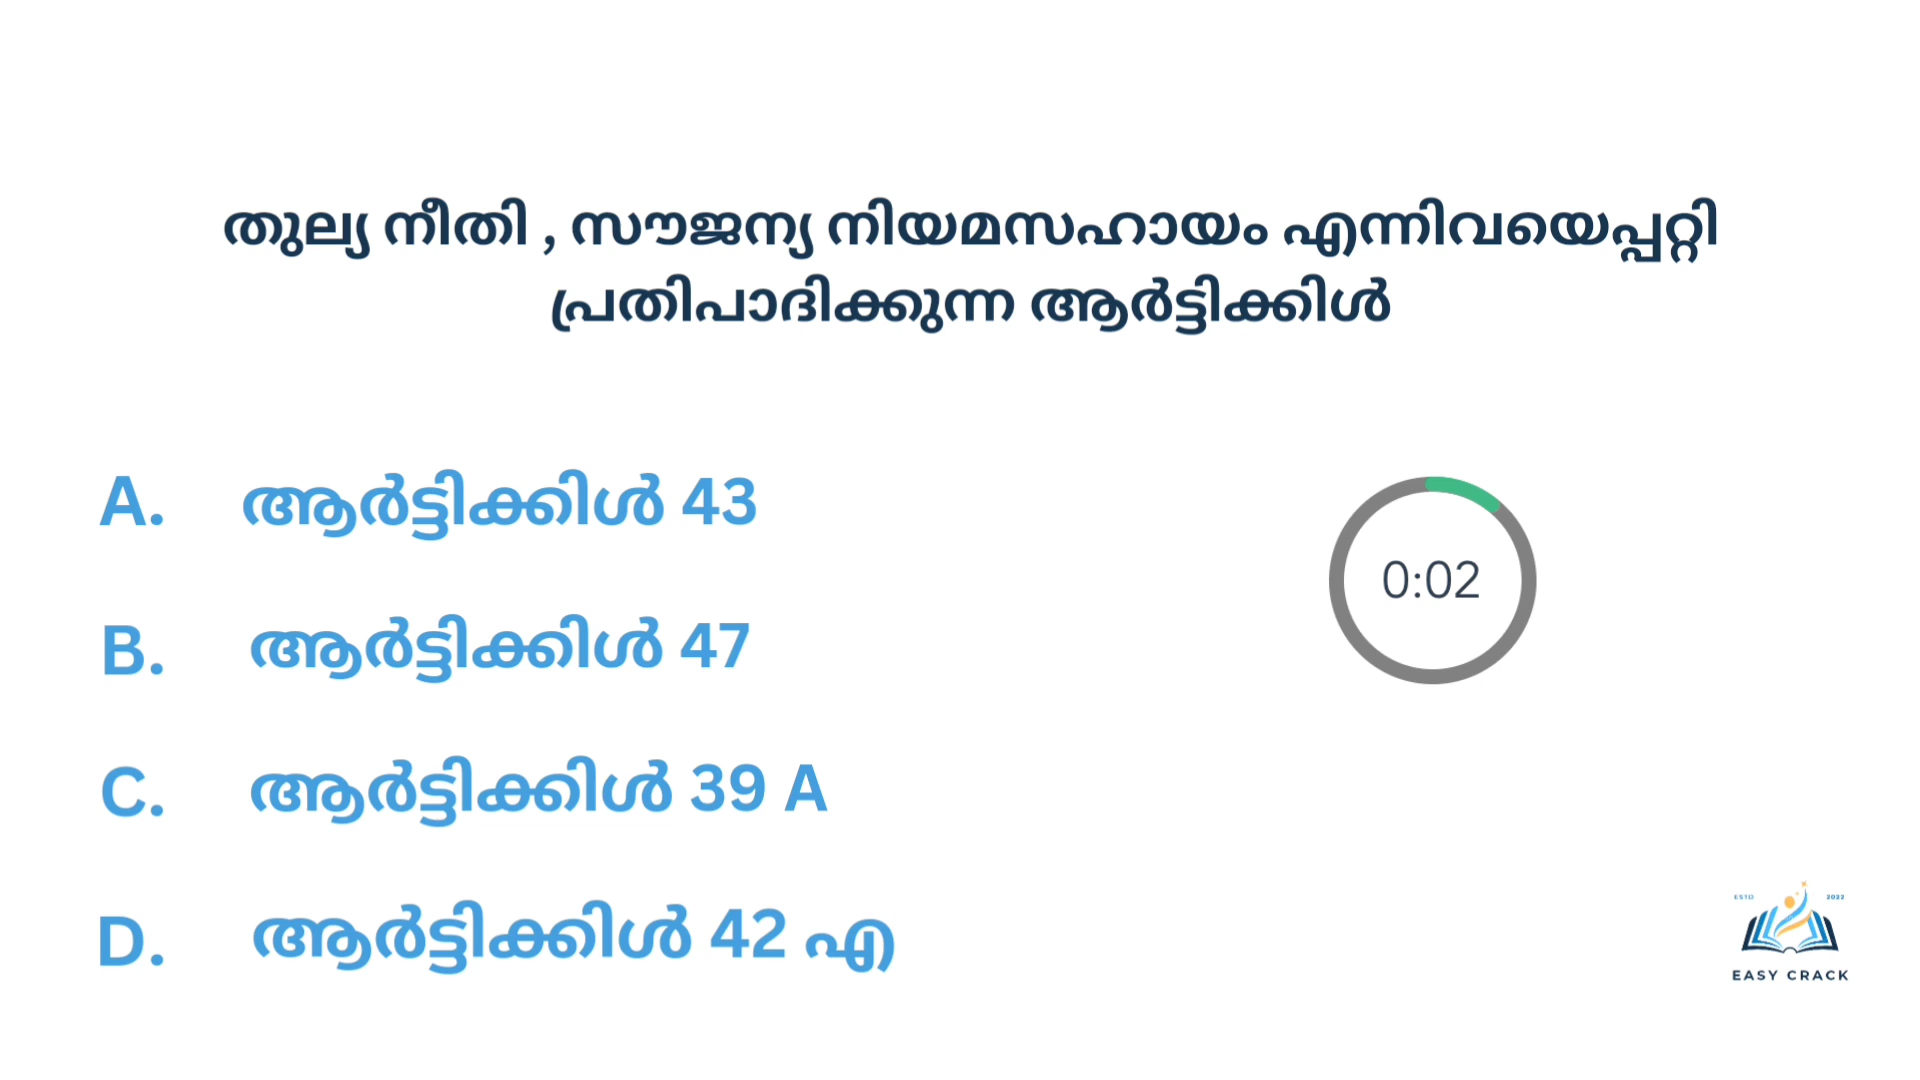 തുല്യ നീതി , സൗജന്യ നിയമസഹായം എന്നിവയെപ്പറ്റി
പ്രതിപാദിക്കുന്ന ആർട്ടിക്കിൾ
A. ആർട്ടിക്കിൾ 43
0:02
B. ആർട്ടിക്കിൾ 47
C. ആർട്ടിക്കിൾ 39 A
D. ആർട്ടിക്കിൾ 42 എ
ESTD 2022
EASY CRACK